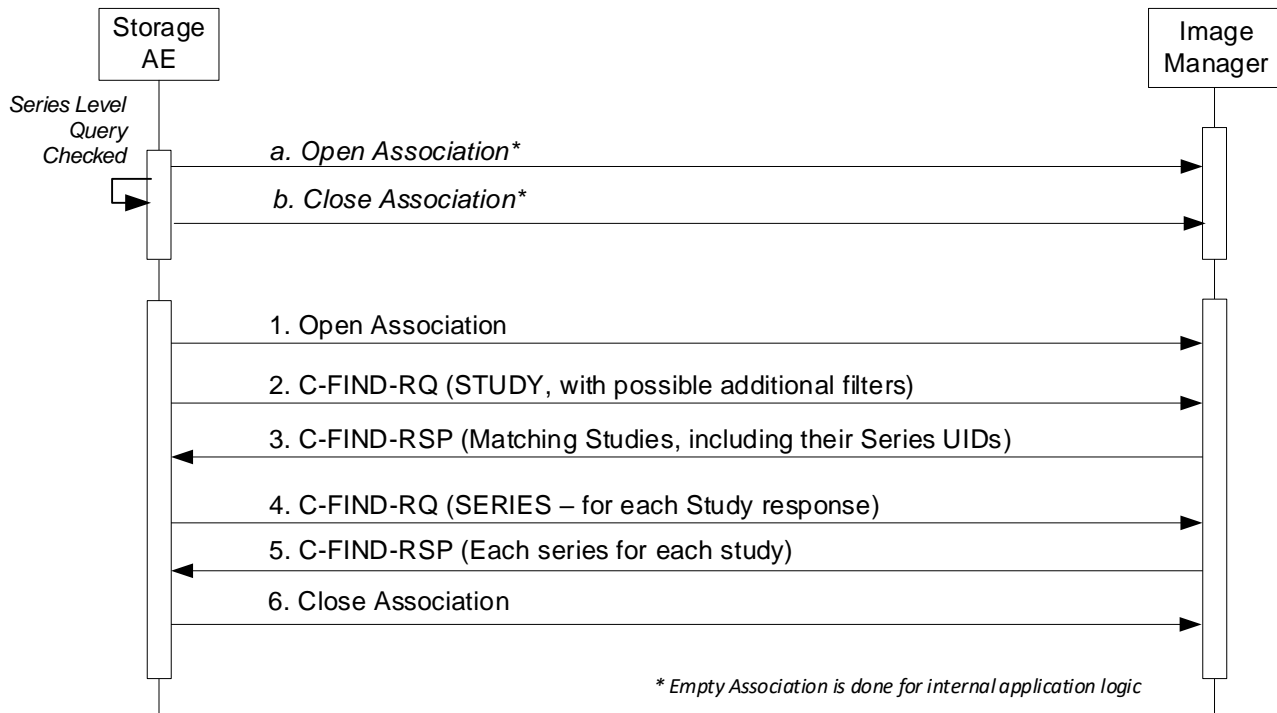 Storage
AE
Image
Manager
Series Level
Query
Checked
a. Open Association*
b. Close Association*
1. Open Association
2. C-FIND-RQ (STUDY, with possible additional filters)
3. C-FIND-RSP (Matching Studies, including their Series UIDs)
4. C-FIND-RQ (SERIES – for each Study response)
5. C-FIND-RSP (Each series for each study)
6. Close Association
* Empty Association is done for internal application logic